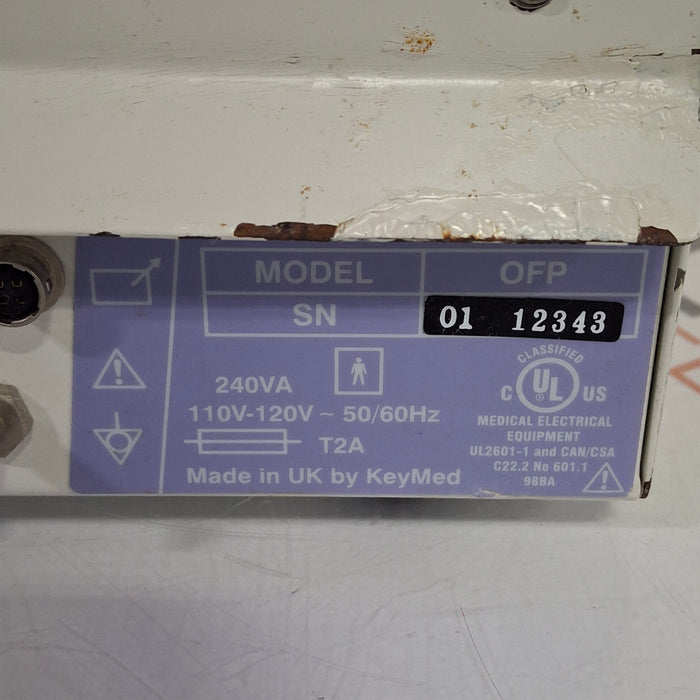 MODEL OFP
SN 01 12343
240VA
110V-120V ~ 50/60Hz
T2A
Made in UK by KeyMed
CLASSIFIED
C UL US
MEDICAL ELECTRICAL
EQUIPMENT
UL2601-1 and CAN/CSA
C22.2 No 601.1
98BA